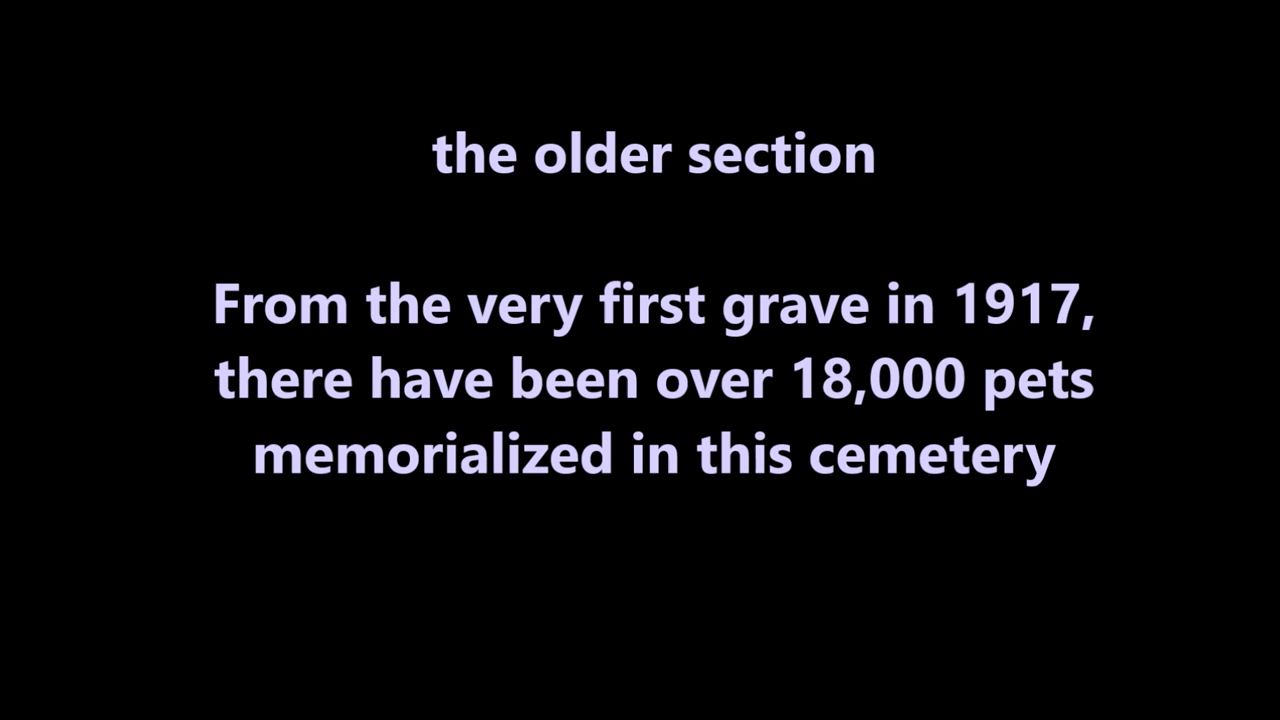 the older section
From the very first grave in 1917,
there have been over 18,000 pets
memorialized in this cemetery